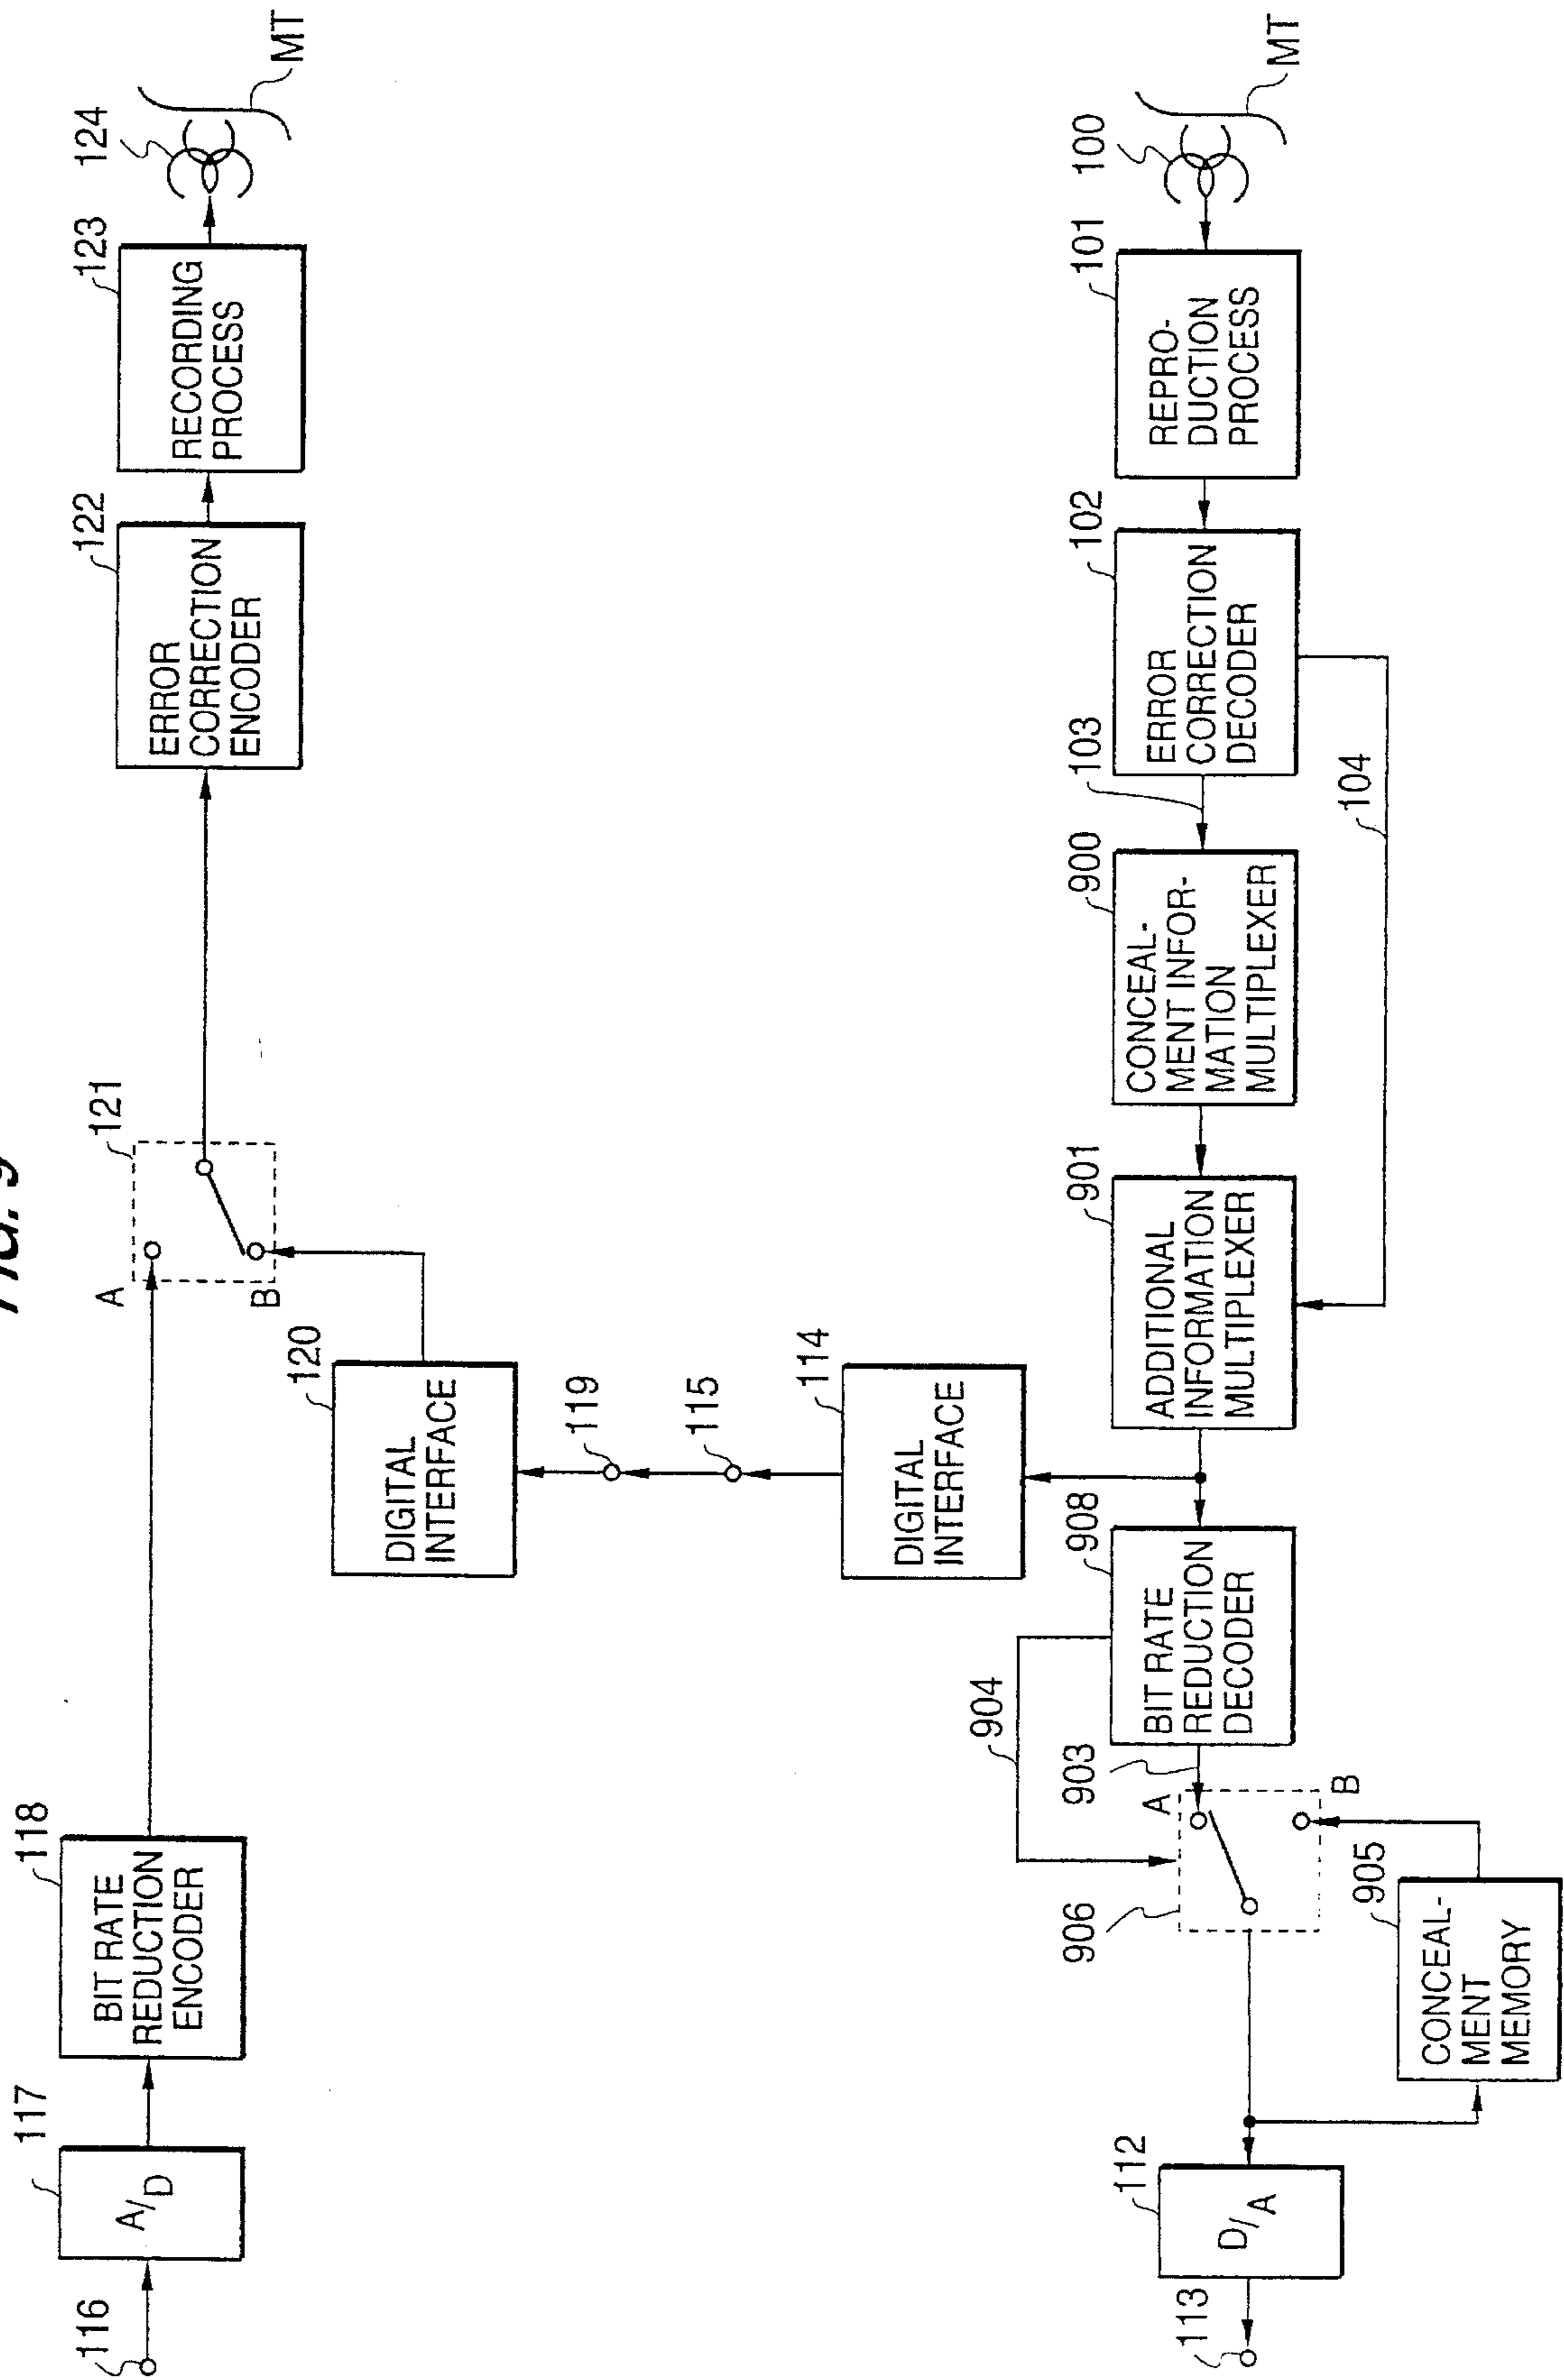 FIG. 9
116
117
A/D
118
BIT RATE
REDUCTION
ENCODER
A
B
121
122
ERROR
CORRECTION
ENCODER
123
RECORDING
PROCESS
124
MT
120
DIGITAL
INTERFACE
119
115
114
DIGITAL
INTERFACE
113
112
D/A
905
CONCEAL-
MENT
MEMORY
906
A
B
904
903
908
BIT RATE
REDUCTION
DECODER
901
ADDITIONAL
INFORMATION
MULTIPLEXER
900
CONCEAL-
MENT INFOR-
MATION
MULTIPLEXER
103
104
102
ERROR
CORRECTION
DECODER
101
REPRO-
DUCTION
PROCESS
100
MT